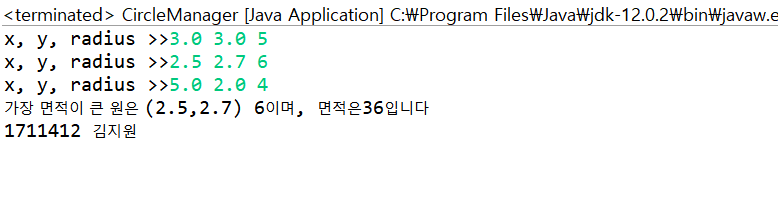 <terminated> CircleManager [Java Application] C:₩Program Files₩Java₩jdk-12.0.2₩bin₩javaw.e
x, y, radius >>3.0 3.0 5
x, y, radius >>2.5 2.7 6
x, y, radius >>5.0 2.0 4
가장 면적이 큰 원은 (2.5,2.7) 6이며, 면적은36입니다
1711412 김지원